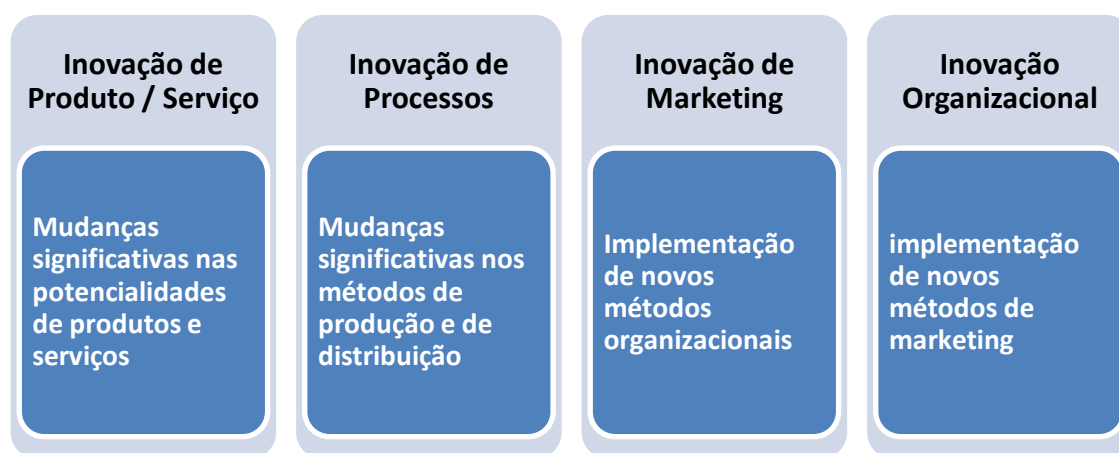 Inovação de
Produto / Serviço
Mudanças
significativas nas
potencialidades
de produtos e
serviços
Inovação de
Processos
Mudanças
significativas nos
métodos de
produção e de
distribuição
Inovação de
Marketing
Implementação
de novos
métodos
organizacionais
Inovação
Organizacional
implementação
de novos
métodos de
marketing